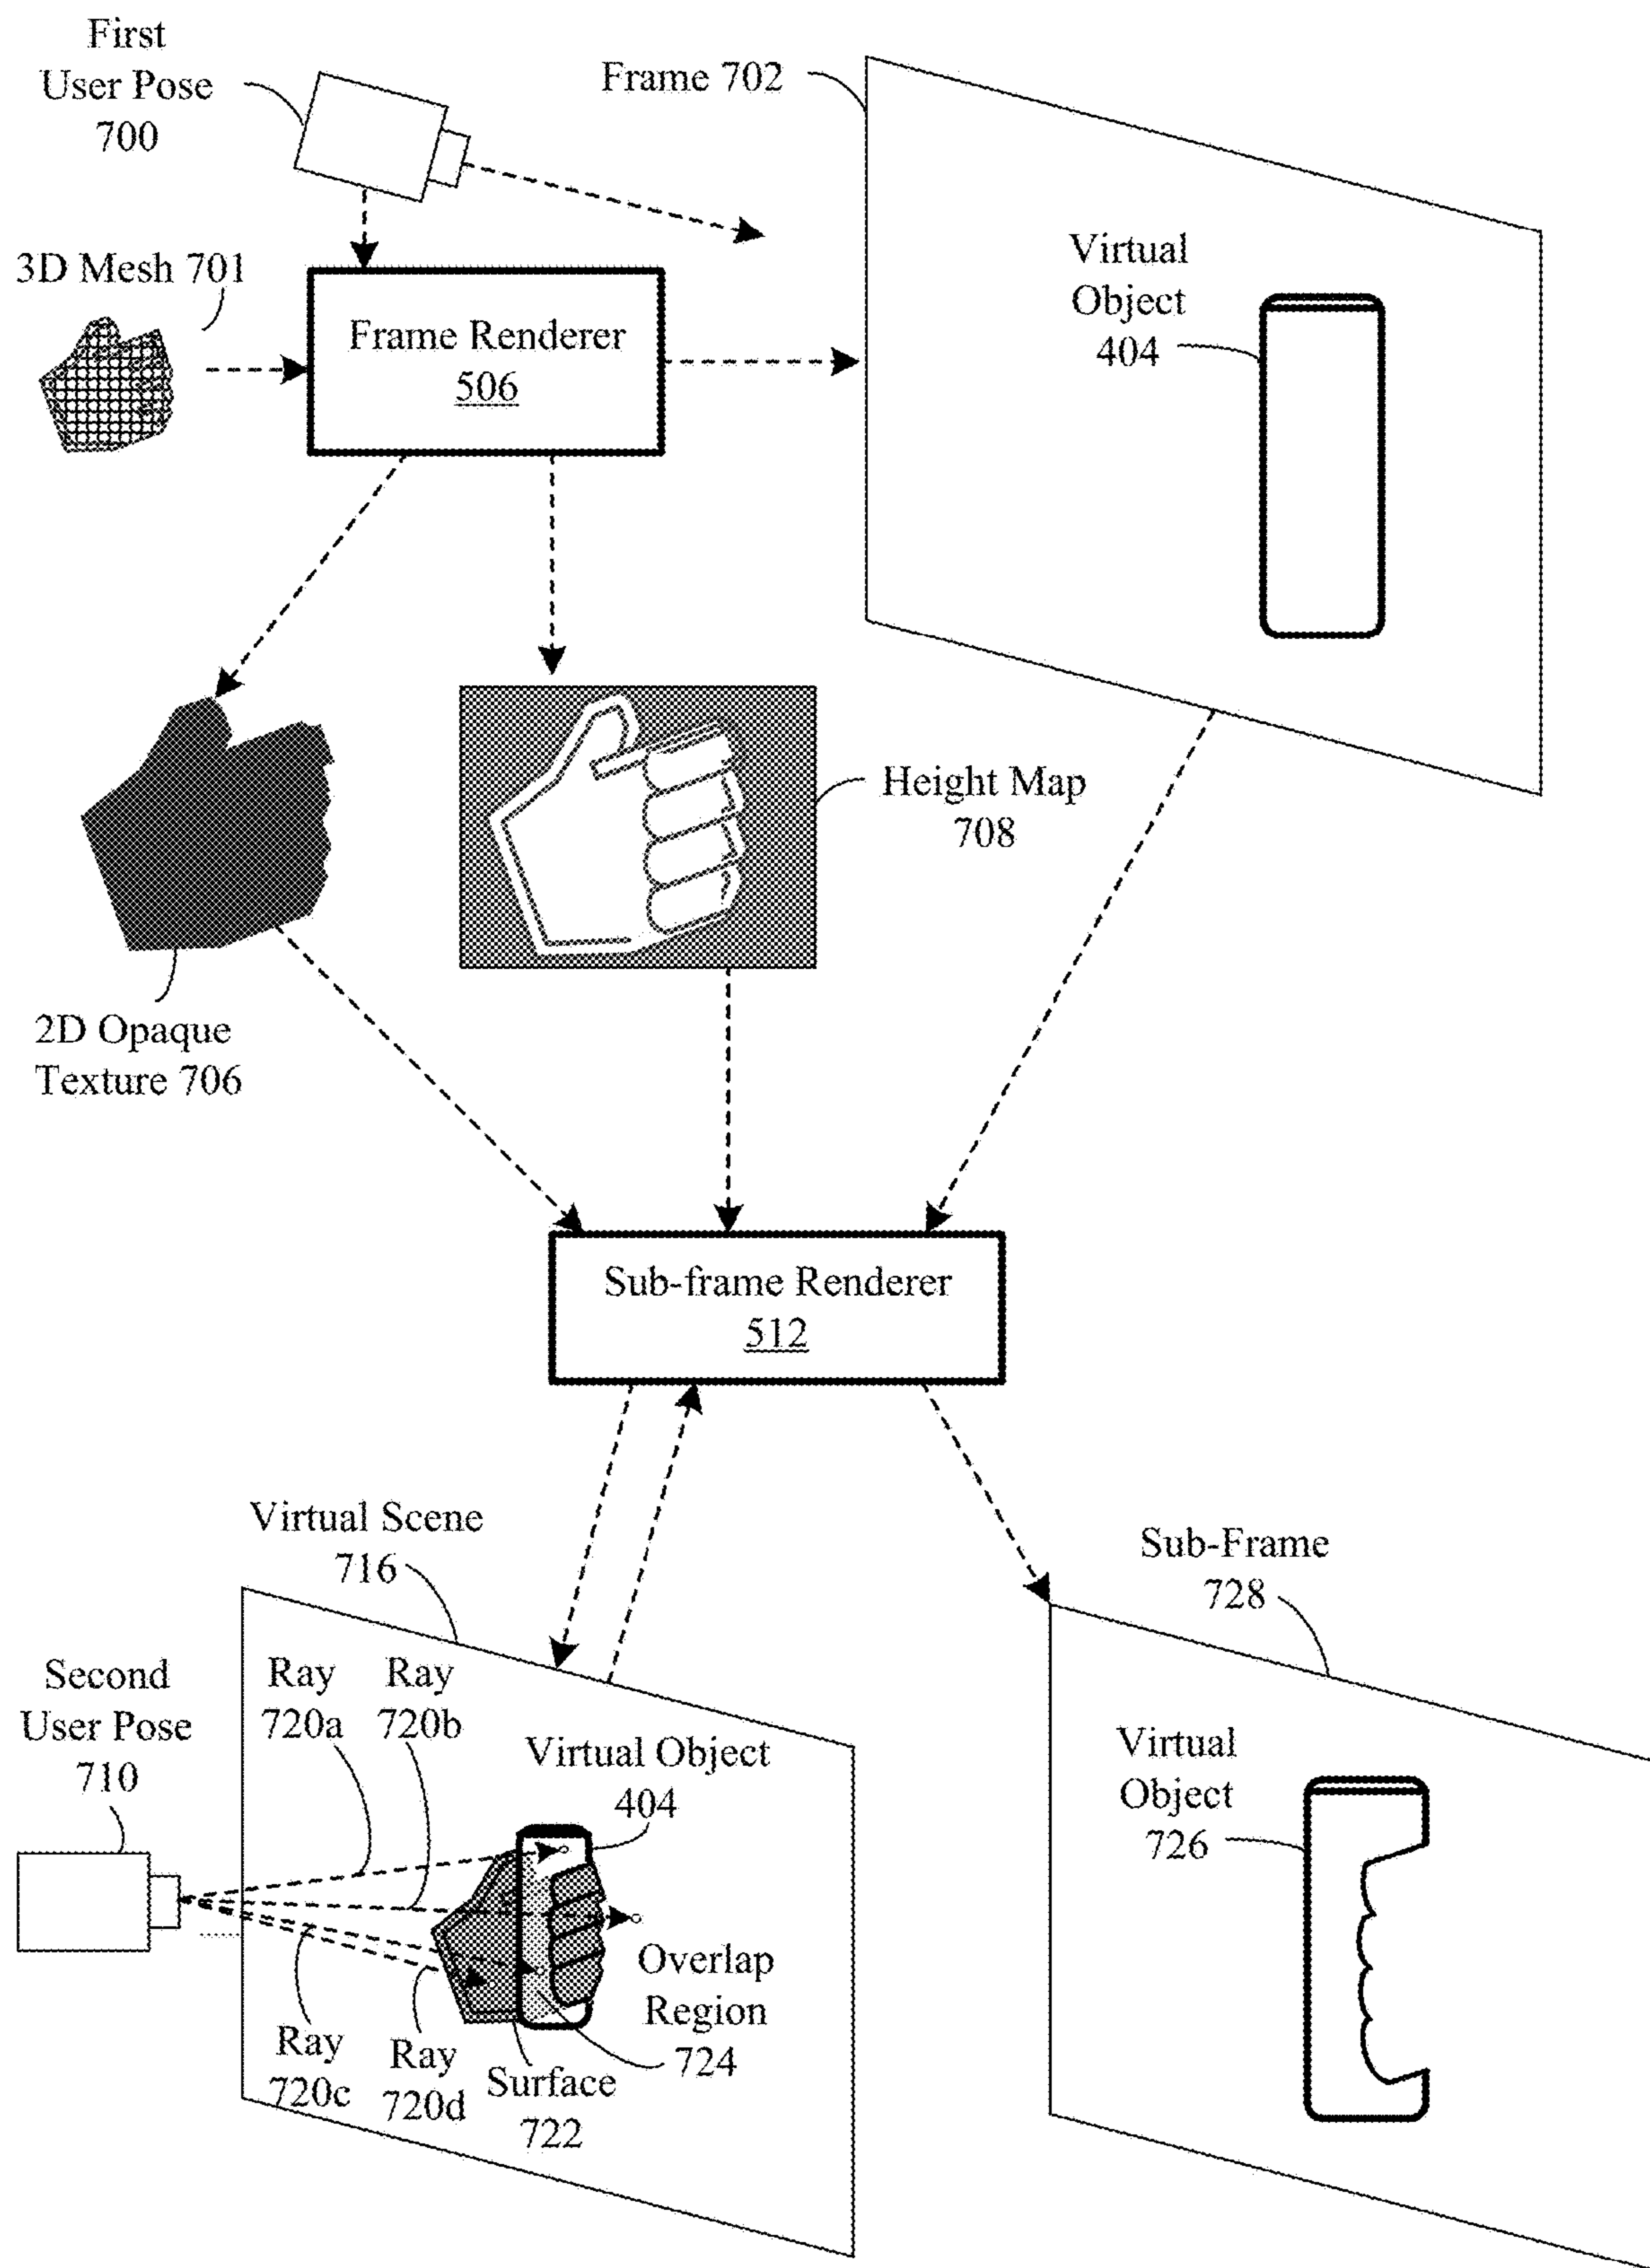 First
User Pose
700
Frame 702
3D Mesh 701
Frame Renderer
506
Virtual
Object
404
Height Map
708
2D Opaque
Texture 706
Sub-frame Renderer
512
Virtual Scene
716
Sub-Frame
728
Second
User Pose
710
Ray
720a
Ray
720b
Virtual Object
404
Virtual
Object
726
Overlap
Region
724
Ray
720c
Ray
720d
Surface
722